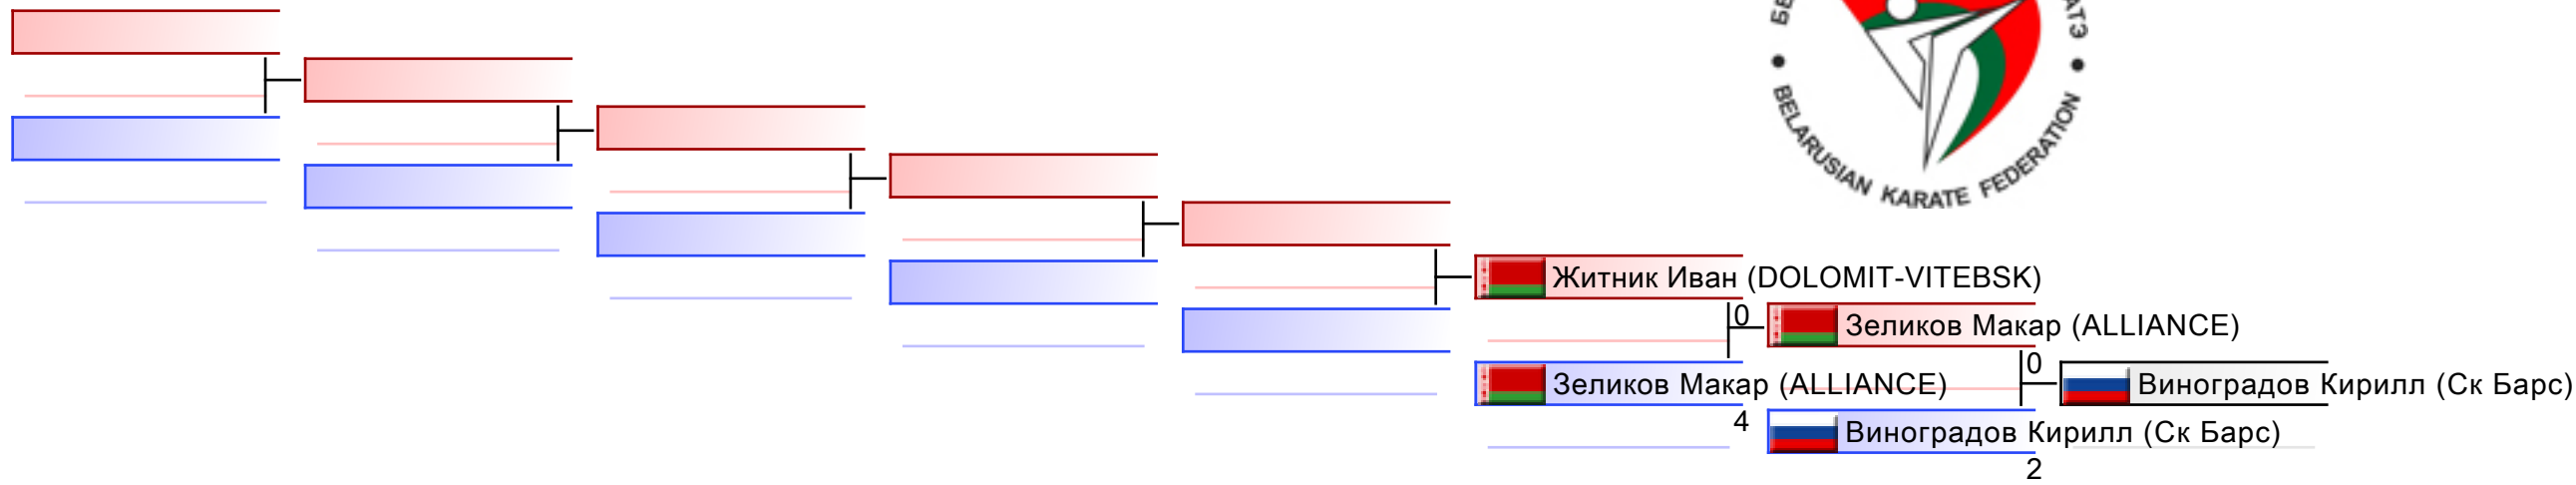 BELARUSIAN KARATE FEDERATION
Житник Иван (DOLOMIT-VITEBSK)
0
Зеликов Макар (ALLIANCE)
Зеликов Макар (ALLIANCE)
4
0
Виноградов Кирилл (Ск Барс)
Виноградов Кирилл (Ск Барс)
2